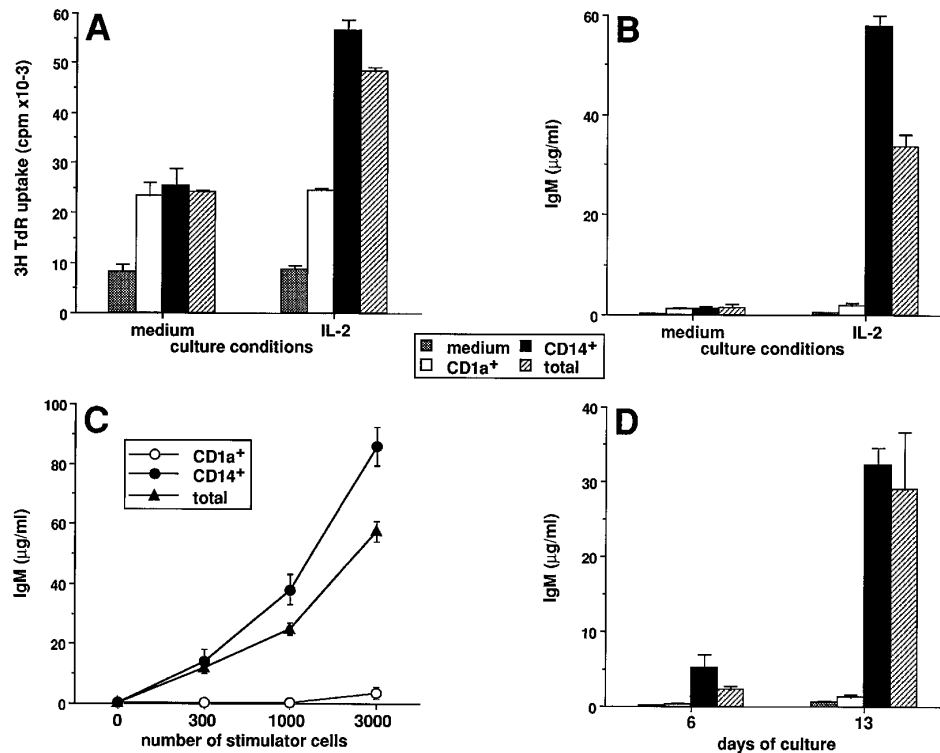 A
3H TdR uptake (cpm x10-3)
60
50
40
30
20
10
0
medium
IL-2
culture conditions
B
IgM (µg/ml)
60
40
20
0
medium
IL-2
culture conditions
medium
CD14+
CD1a+
total
C
IgM (µg/ml)
100
80
60
40
20
0
CD1a+
CD14+
total
0
300
1000
3000
number of stimulator cells
D
IgM (µg/ml)
40
30
20
10
0
6
13
days of culture